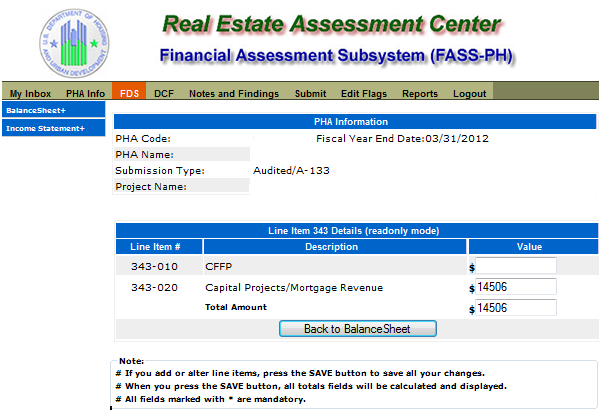 U.S. DEPARTMENT OF HOUSING
AND URBAN DEVELOPMENT
Real Estate Assessment Center
Financial Assessment Subsystem (FASS-PH)
My Inbox PHA Info FDS DCF Notes and Findings Submit Edit Flags Reports Logout
BalanceSheet+
Income Statement+
PHA Information
PHA Code: Fiscal Year End Date:03/31/2012
PHA Name:
Submission Type: Audited/A-133
Project Name:
Line Item 343 Details (readonly mode)
Line Item # Description Value
343-010 CFFP $
343-020 Capital Projects/Mortgage Revenue $ 14506
Total Amount $ 14506
Back to BalanceSheet
Note:
# If you add or alter line items, press the SAVE button to save all your changes.
# When you press the SAVE button, all totals fields will be calculated and displayed.
# All fields marked with * are mandatory.